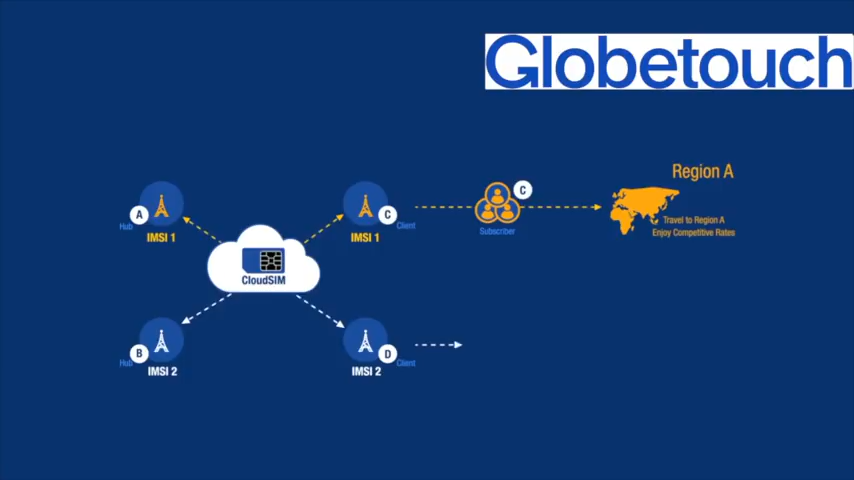 Globetouch
Region A
A
Hub
IMSI 1
C
Client
IMSI 1
C
Subscriber
Travel to Region A
Enjoy Competitive Rates
CloudSIM
B
Hub
IMSI 2
D
Client
IMSI 2